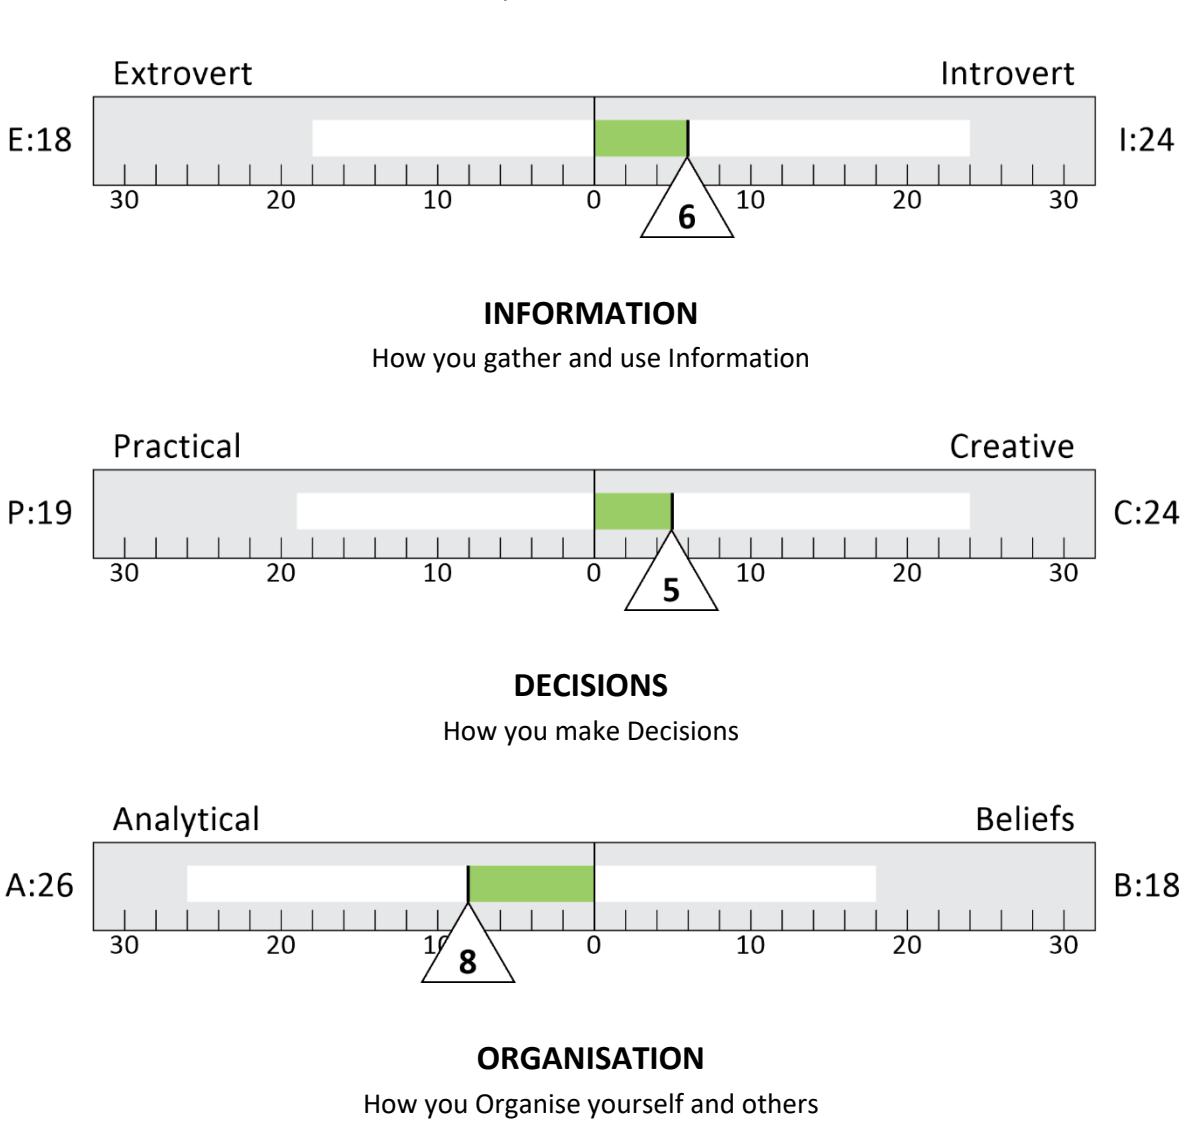 Extrovert Introvert
E:18 I:24
30 20 10 0 10 20 30
6
INFORMATION
How you gather and use Information
Practical Creative
P:19 C:24
30 20 10 0 10 20 30
5
DECISIONS
How you make Decisions
Analytical Beliefs
A:26 B:18
30 20 10 0 10 20 30
8
ORGANISATION
How you Organise yourself and others